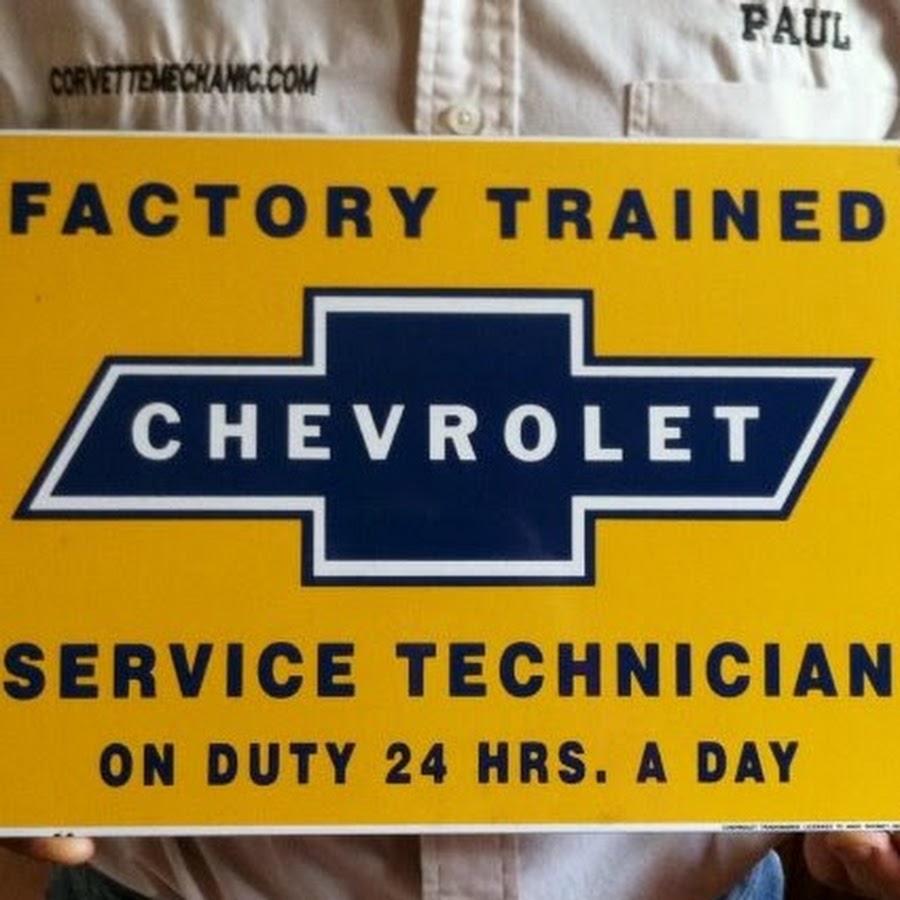 PAUL
CORVETTEMECHANIC.COM
FACTORY TRAINED
CHEVROLET
SERVICE TECHNICIAN
ON DUTY 24 HRS. A DAY